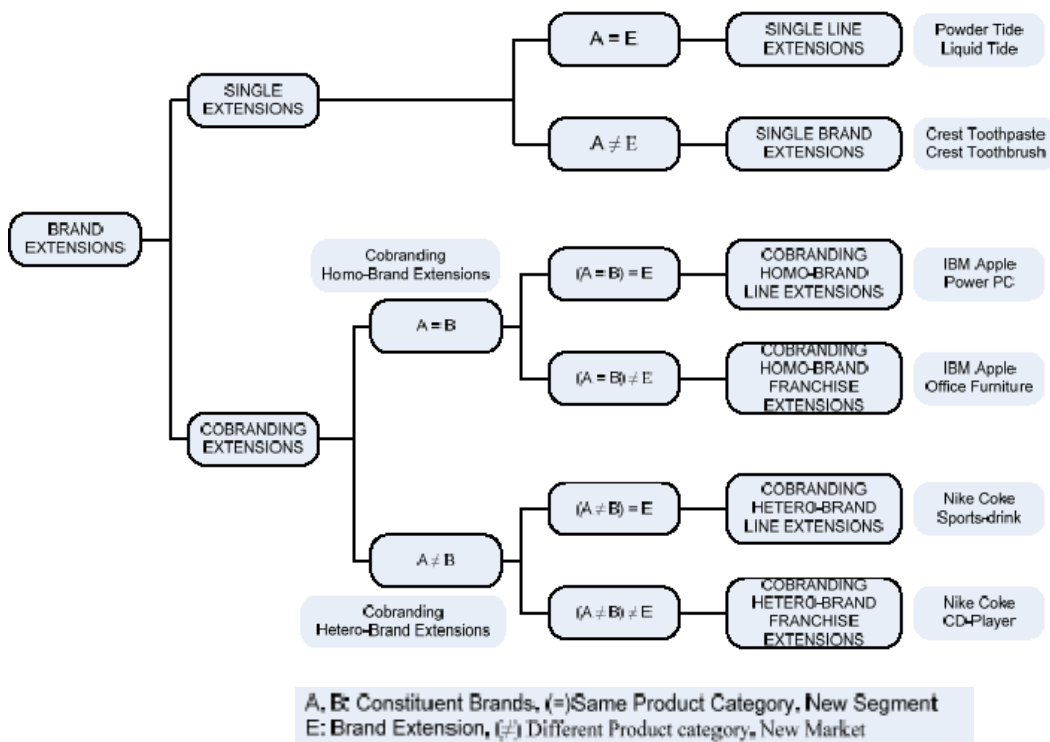 A = E
SINGLE LINE
EXTENSIONS
Powder Tide
Liquid Tide
SINGLE
EXTENSIONS
A ≠ E
SINGLE BRAND
EXTENSIONS
Crest Toothpaste
Crest Toothbrush
BRAND
EXTENSIONS
Cobranding
Homo-Brand Extensions
A = B
(A = B) = E
COBRANDING
HOMO-BRAND
LINE EXTENSIONS
IBM Apple
Power PC
(A = B) ≠ E
COBRANDING
HOMO-BRAND
FRANCHISE
EXTENSIONS
IBM Apple
Office Furniture
COBRANDING
EXTENSIONS
(A ≠ B) = E
COBRANDING
HETERO-BRAND
LINE EXTENSIONS
Nike Coke
Sports-drink
A ≠ B
Cobranding
Hetero-Brand Extensions
(A ≠ B) ≠ E
COBRANDING
HETERO-BRAND
FRANCHISE
EXTENSIONS
Nike Coke
CD-Player
A, B: Constituent Brands, (=)Same Product Category, New Segment
E: Brand Extension, (≠) Different Product category, New Market